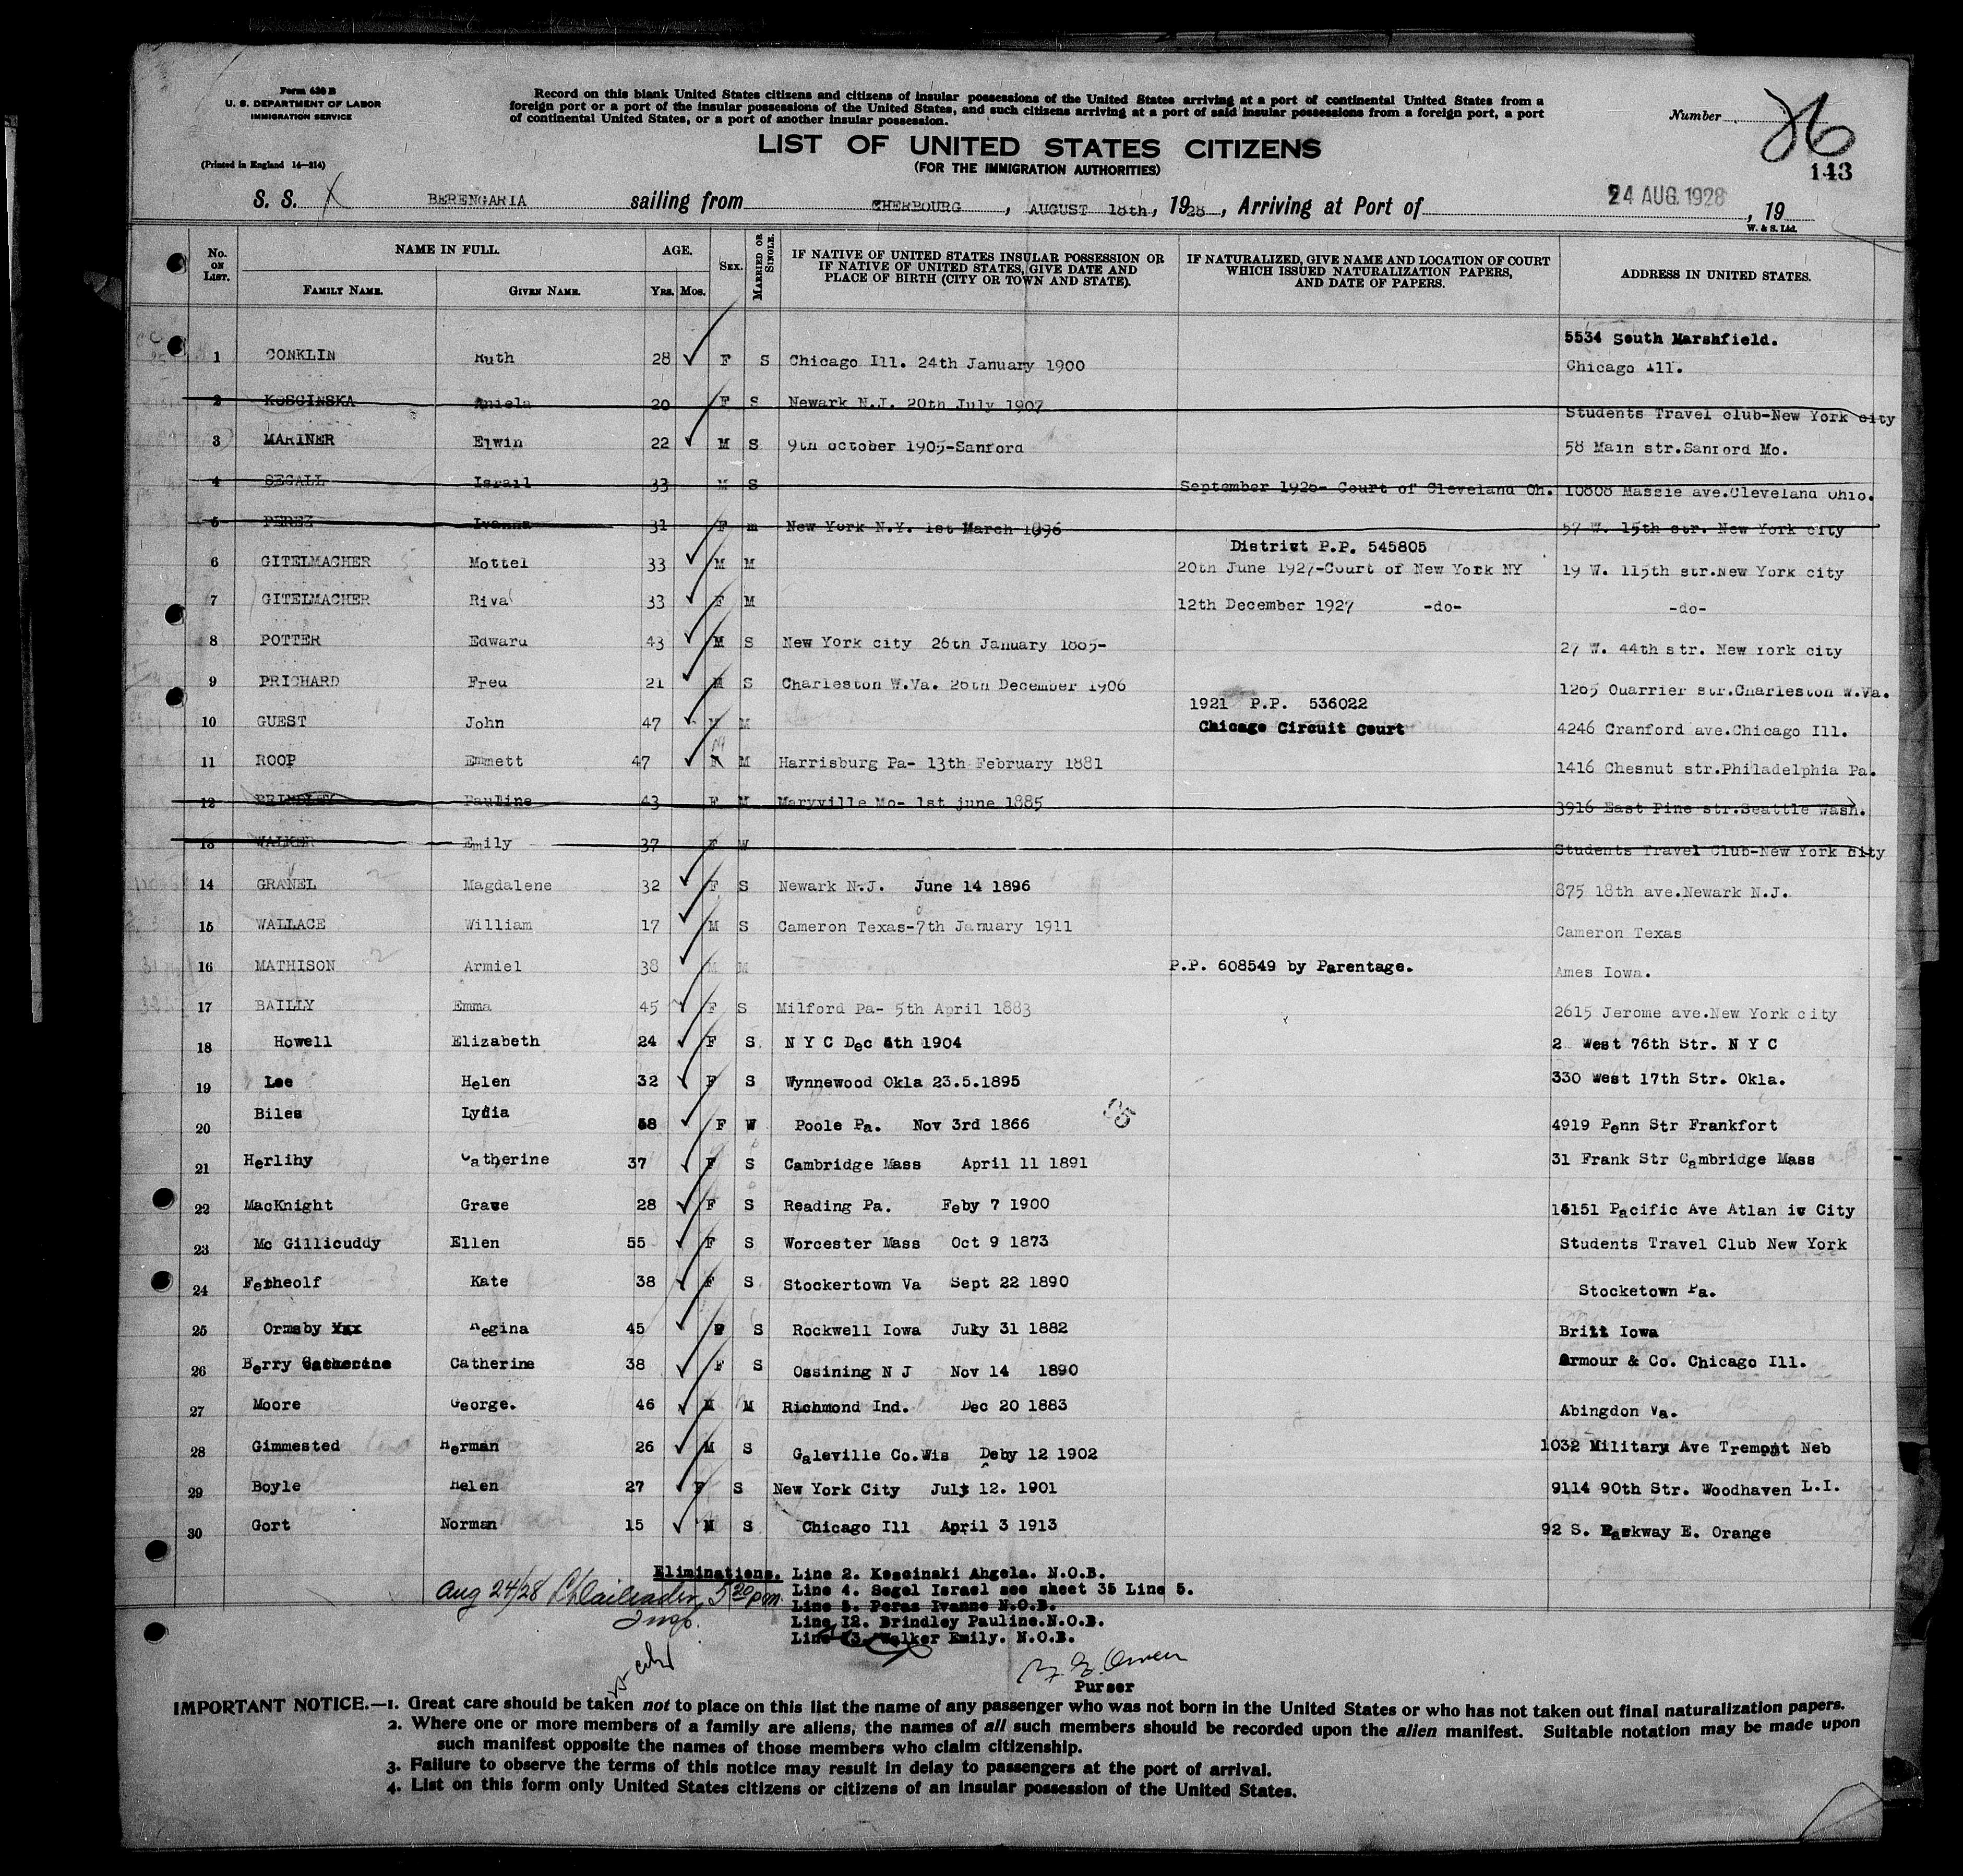 Form 630 B
U. S. DEPARTMENT OF LABOR
IMMIGRATION SERVICE
(Printed in England 14—214)
Record on this blank United States citizens and citizens of insular possessions of the United States arriving at a port of continental United States from a
foreign port or a port of the insular possessions of the United States, and such citizens arriving at a port of said insular possessions from a foreign port, a port
of continental United States, or a port of another insular possession.
Number 26
143
LIST OF UNITED STATES CITIZENS
(FOR THE IMMIGRATION AUTHORITIES)
S. S. X BERENGARIA sailing from CHERBOURG, AUGUST 18th, 1928, Arriving at Port of 24 AUG. 1928, 19
W. & S. Ltd.
No. ON LIST. NAME IN FULL. FAMILY NAME. GIVEN NAME. AGE. YRS. MOS. SEX. MARRIED OR SINGLE. IF NATIVE OF UNITED STATES INSULAR POSSESSION OR IF NATIVE OF UNITED STATES, GIVE DATE AND PLACE OF BIRTH (CITY OR TOWN AND STATE). IF NATURALIZED, GIVE NAME AND LOCATION OF COURT WHICH ISSUED NATURALIZATION PAPERS, AND DATE OF PAPERS. ADDRESS IN UNITED STATES.
5534 South Marshfield.
1 CONKLIN Ruth 28 F S Chicago Ill. 24th January 1900 Chicago Ill.
2 KOSCINSKA Aniela 20 F S Newark N.J. 20th July 1907 Students Travel club-New York city
3 MARINER Elwin 22 M S 9th october 1905-Sanford 58 Main str.Sanford Mo.
4 SEGALL Israil 33 M S September 1926- Court of Cleveland Oh. 10808 Massie ave.Cleveland Ohio.
5 PEREZ Ivanna 31 F m New York N.Y. 1st March 1896 57 W. 15th str. New York city
District P.P. 545805
6 GITELMACHER Mottel 33 M M 20th June 1927-Court of New York NY 19 W. 115th str.New York city
7 GITELMACHER Riva 33 F M 12th December 1927 -do- -do-
8 POTTER Edward 43 M S New York city 26th January 1885- 27 W. 44th str. New York city
9 PRICHARD Fred 21 M S Charleston W.Va. 26th December 1906 1205 Quarrier str.Charleston W.Va.
1921 P.P. 536022
10 GUEST John 47 M M Chicago Circuit Court 4246 Cranford ave.Chicago Ill.
11 ROOP Emmett 47 M M Harrisburg Pa- 13th February 1881 1416 Chesnut str.Philadelphia Pa.
12 BRINDLEY Pauline 43 F M Maryville Mo- 1st june 1885 3916 East Pine str.Seattle Wash.
13 WALKER Emily 37 F W Students Travel Club-New York city
14 GRANEL Magdalene 32 F S Newark N.J. June 14 1896 875 18th ave.Newark N.J.
15 WALLACE William 17 M S Cameron Texas-7th January 1911 Cameron Texas
16 MATHISON Armiel 38 M M P.P. 608549 by Parentage. Ames Iowa.
17 BAILLY Emma 45 F S Milford Pa- 5th April 1883 2615 Jerome ave.New York city
18 Howell Elizabeth 24 F S. N Y C Dec 4th 1904 2 West 76th Str. N Y C
19 Lee Helen 32 F S Wynnewood Okla 23.5.1895 330 West 17th Str. Okla.
20 Biles Lydia 58 F W Poole Pa. Nov 3rd 1866 4919 Penn Str Frankfort
21 Herlihy Catherine 37 F S Cambridge Mass April 11 1891 31 Frank Str Cambridge Mass
22 MacKnight Grace 28 F S Reading Pa. Feby 7 1900 15151 Pacific Ave Atlan ic City
23 Mc Gillicuddy Ellen 55 F S Worcester Mass Oct 9 1873 Students Travel Club New York
24 Fetheolf Kate 38 F S Stockertown Va Sept 22 1890 Stocketown Pa.
25 Ormsby Regina 45 F S Rockwell Iowa July 31 1882 Britt Iowa
26 Berry Catherine Catherine 38 F S Ossining N J Nov 14 1890 Armour & Co. Chicago Ill.
27 Moore George. 46 M M Richmond Ind. Dec 20 1883 Abingdon Va.
28 Gimmested Herman 26 M S Galeville Co.Wis Deby 12 1902 1032 Military Ave Tremont Neb
29 Boyle Helen 27 F S New York City July 12. 1901 9114 90th Str. Woodhaven L.I.
30 Gort Norman 15 M S Chicago Ill April 3 1913 92 S. Parkway E. Orange
Eliminations. Line 2. Koscinski Ahgela. N.O.B.
Line 4. Segel Israel see sheet 35 Line 5.
Line 5. Peras Ivanne N.O.B.
Line 12. Brindley Pauline.N.O.B.
Line 13. Walker Emily. N.O.B.
Aug 24/28 5 20 pm
Insp.
Purser
IMPORTANT NOTICE.—1. Great care should be taken not to place on this list the name of any passenger who was not born in the United States or who has not taken out final naturalization papers.
2. Where one or more members of a family are aliens, the names of all such members should be recorded upon the alien manifest. Suitable notation may be made upon
such manifest opposite the names of those members who claim citizenship.
3. Failure to observe the terms of this notice may result in delay to passengers at the port of arrival.
4. List on this form only United States citizens or citizens of an insular possession of the United States.